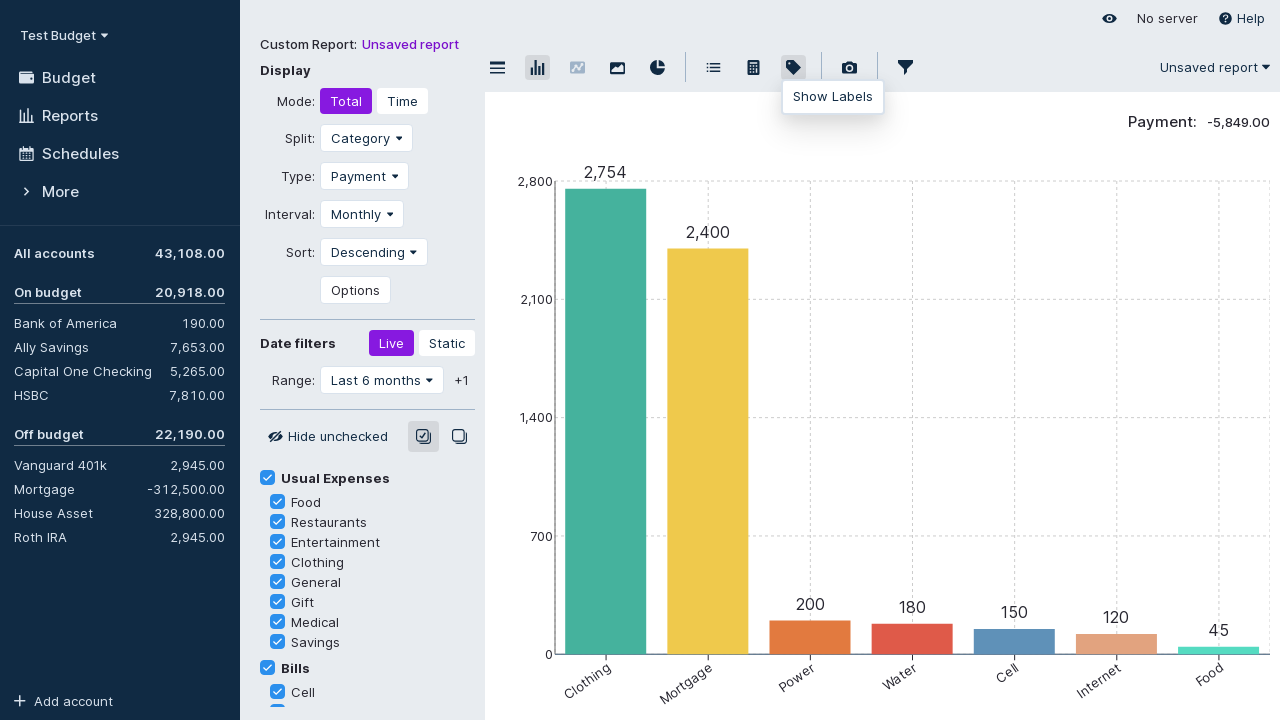 Test Budget
Budget
Reports
Schedules
More
All accounts 43,108.00
On budget 20,918.00
Bank of America 190.00
Ally Savings 7,653.00
Capital One Checking 5,265.00
HSBC 7,810.00
Off budget 22,190.00
Vanguard 401k 2,945.00
Mortgage -312,500.00
House Asset 328,800.00
Roth IRA 2,945.00
Add account
No server Help
Custom Report: Unsaved report
Display
Mode: Total Time
Split: Category
Type: Payment
Interval: Monthly
Sort: Descending
Options
Date filters Live Static
Range: Last 6 months +1
Hide unchecked
Usual Expenses
Food
Restaurants
Entertainment
Clothing
General
Gift
Medical
Savings
Bills
Cell
Unsaved report
Show Labels
Payment: -5,849.00
2,800
2,100
1,400
700
0
2,754
2,400
200
180
150
120
45
Clothing
Mortgage
Power
Water
Cell
Internet
Food